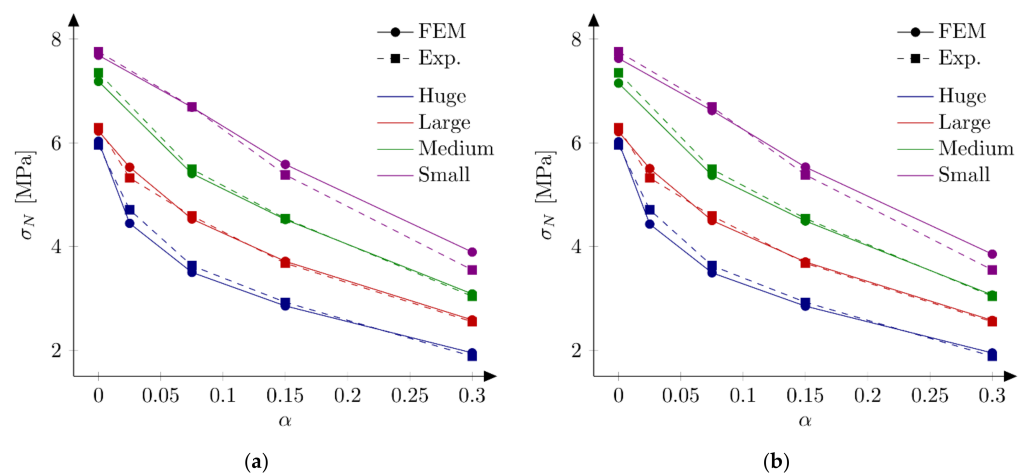 8
6
4
2
σN [MPa]
0
0.05
0.1
0.15
0.2
0.25
0.3
α
FEM
Exp.
Huge
Large
Medium
Small
(a)
8
6
4
2
σN [MPa]
0
0.05
0.1
0.15
0.2
0.25
0.3
α
FEM
Exp.
Huge
Large
Medium
Small
(b)